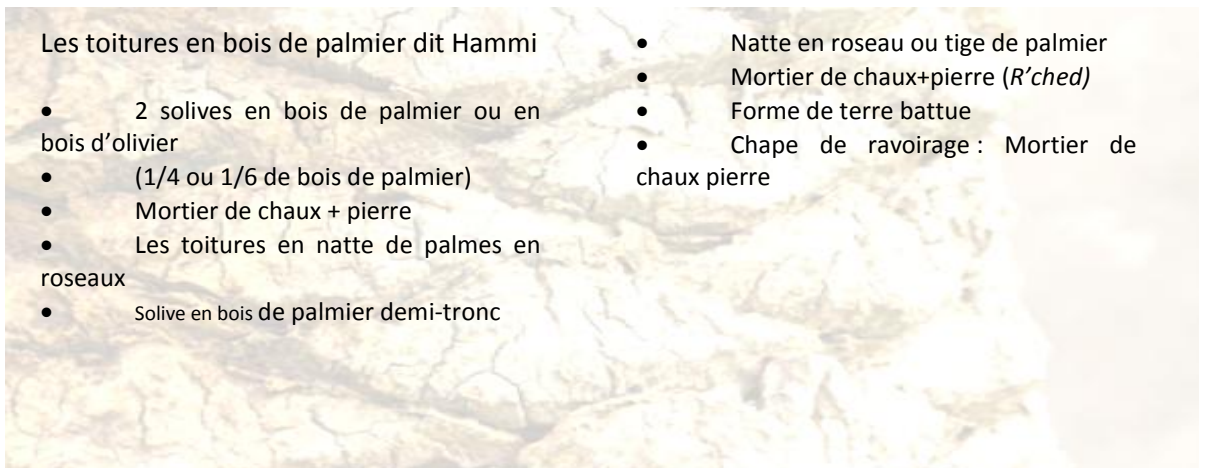 Les toitures en bois de palmier dit Hammi
• 2 solives en bois de palmier ou en
bois d’olivier
• (1/4 ou 1/6 de bois de palmier)
• Mortier de chaux + pierre
• Les toitures en natte de palmes en
roseaux
• Solive en bois de palmier demi-tronc
• Natte en roseau ou tige de palmier
• Mortier de chaux+pierre (R’ched)
• Forme de terre battue
• Chape de ravoirage : Mortier de
chaux pierre